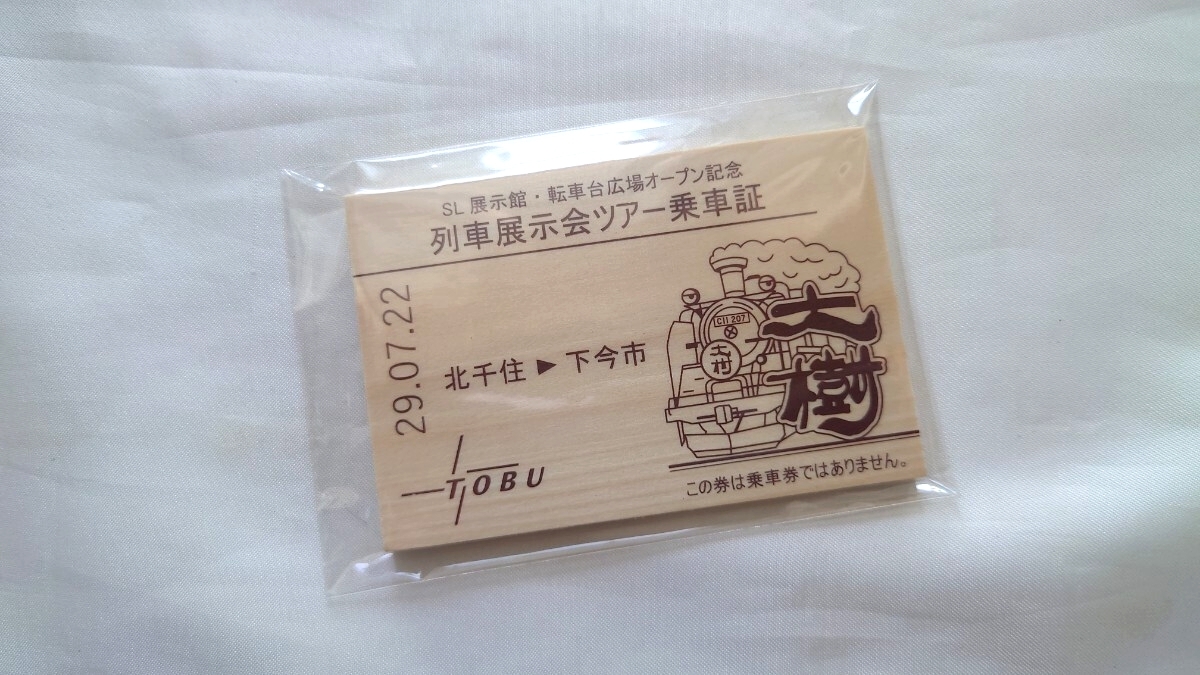 SL 展示館・転車台広場オープン記念
列車展示会ツアー乗車証
29.07.22
北千住 ▶ 下今市
C11 207
大樹
大樹
TOBU
この券は乗車券ではありません。